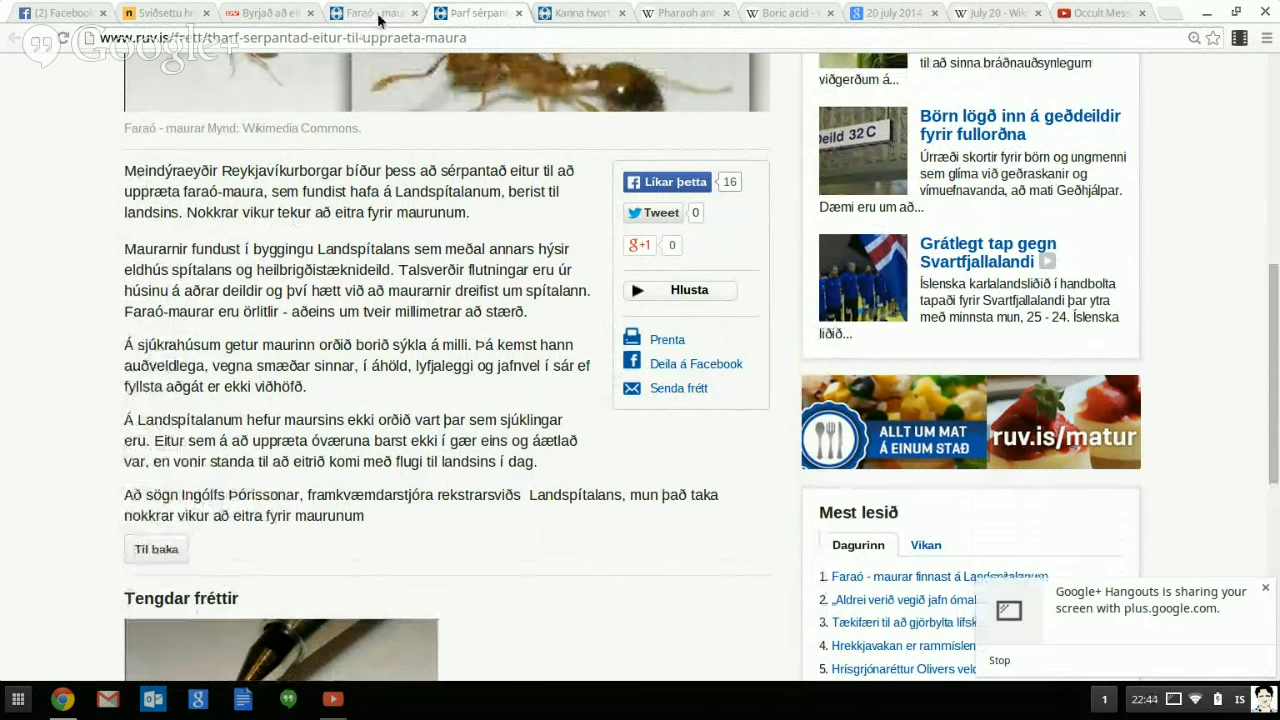 (2) Facebook
Sviðsettu hr
Byrjað að eit
Faraó - maur
Þarf sérpant
Kanna hvort
Pharaoh ant
Boric acid - W
20 july 2014
July 20 - Wiki
Occult Mess
www.ruv.is/frett/tharf-serpantad-eitur-til-uppraeta-maura
Google+
Faraó - maurar Mynd: Wikimedia Commons.
Meindýraeyðir Reykjavíkurborgar bíður þess að sérpantað eitur til að
uppræta faraó-maura, sem fundist hafa á Landspítalanum, berist til
landsins. Nokkrar vikur tekur að eitra fyrir maurunum.
Maurarnir fundust í byggingu Landspítalans sem meðal annars hýsir
eldhús spítalans og heilbrigðistæknideild. Talsverðir flutningar eru úr
húsinu á aðrar deildir og því hætt við að maurarnir dreifist um spítalann.
Faraó-maurar eru örlitlir - aðeins um tveir millimetrar að stærð.
Á sjúkrahúsum getur maurinn orðið borið sýkla á milli. Þá kemst hann
auðveldlega, vegna smæðar sinnar, í áhöld, lyfjaleggi og jafnvel í sár ef
fyllsta aðgát er ekki viðhöfð.
Á Landspítalanum hefur maursins ekki orðið vart þar sem sjúklingar
eru. Eitur sem á að uppræta óværuna barst ekki í gær eins og áætlað
var, en vonir standa til að eitrið komi með flugi til landsins í dag.
Að sögn Ingólfs Þórissonar, framkvæmdarstjóra rekstrarsviðs Landspítalans, mun það taka
nokkrar vikur að eitra fyrir maurunum
Til baka
Tengdar fréttir
Líkar þetta 16
Tweet 0
g+1 0
Hlusta
Prenta
Deila á Facebook
Senda frétt
til að sinna bráðnauðsynlegum
viðgerðum á...
Deild 32C
Börn lögð inn á geðdeildir
fyrir fullorðna
Úrræði skortir fyrir börn og ungmenni
sem glíma við geðraskanir og
vímuefnavanda, að mati Geðhjálpar.
Dæmi eru um að...
Grátlegt tap gegn
Svartfjallalandi
Íslenska karlalandsliðið í handbolta
tapaði fyrir Svartfjallalandi þar ytra
með minnsta mun, 25 - 24. Íslenska
liðið...
ALLT UM MAT
Á EINUM STAÐ
ruv.is/matur
Mest lesið
Dagurinn Vikan
1. Faraó - maurar finnast á Landspítalanum
2. „Aldrei verið vegið jafn ómal
3. Tækifæri til að gjörbylta lífsk
4. Hrekkjavakan er rammíslen
5. Hrísgrjónaréttur Olivers veld
Google+ Hangouts is sharing your
screen with plus.google.com.
Stop
1
22:44
IS